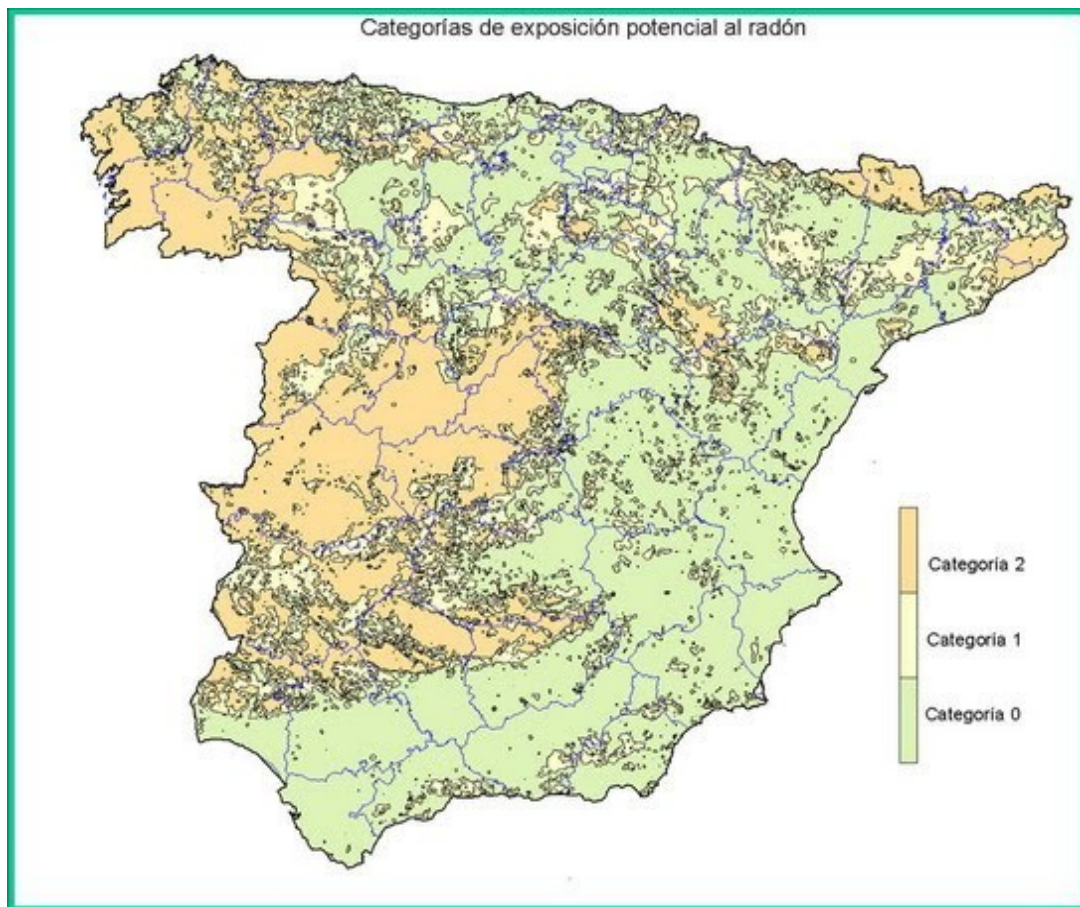 Categorías de exposición potencial al radón
Categoría 2
Categoría 1
Categoría 0